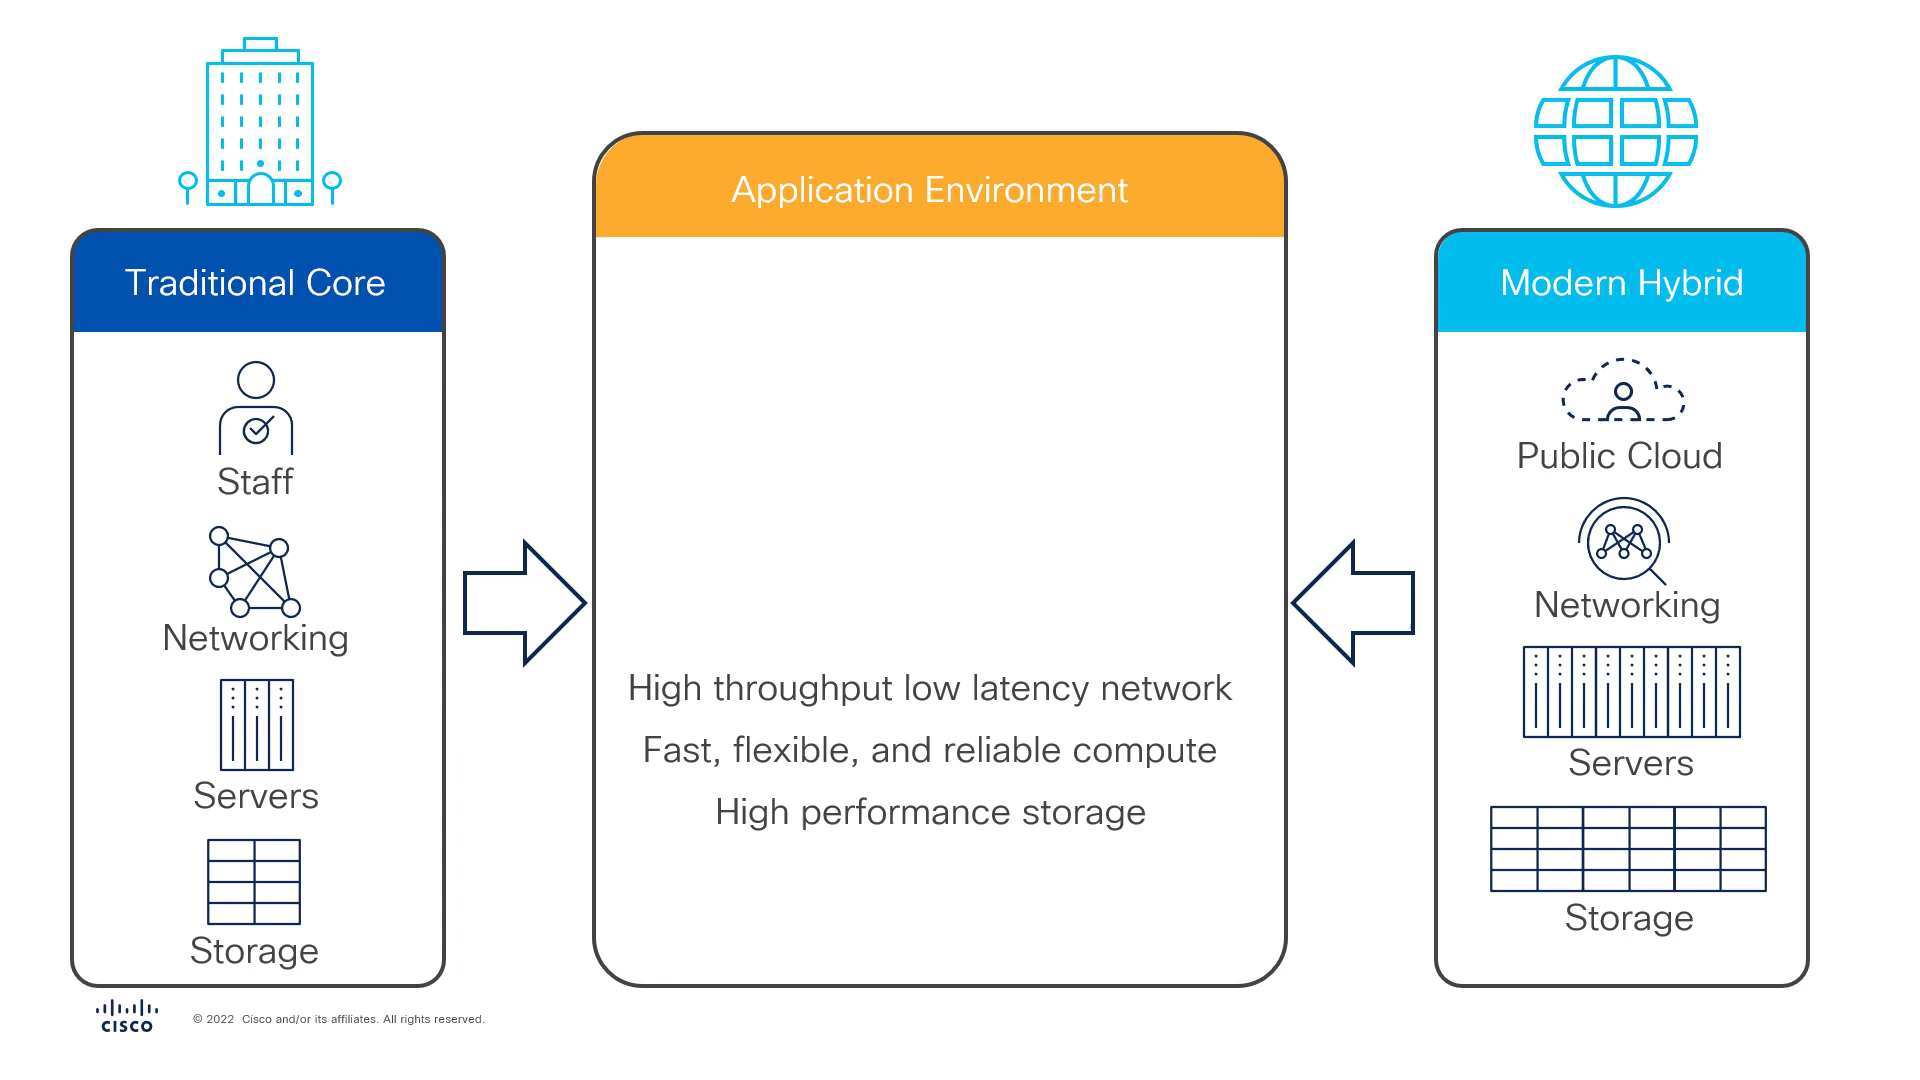 Application Environment
Traditional Core
Modern Hybrid
Staff
Networking
Servers
Storage
High throughput low latency network
Fast, flexible, and reliable compute
High performance storage
Public Cloud
Networking
Servers
Storage
CISCO
© 2022 Cisco and/or its affiliates. All rights reserved.